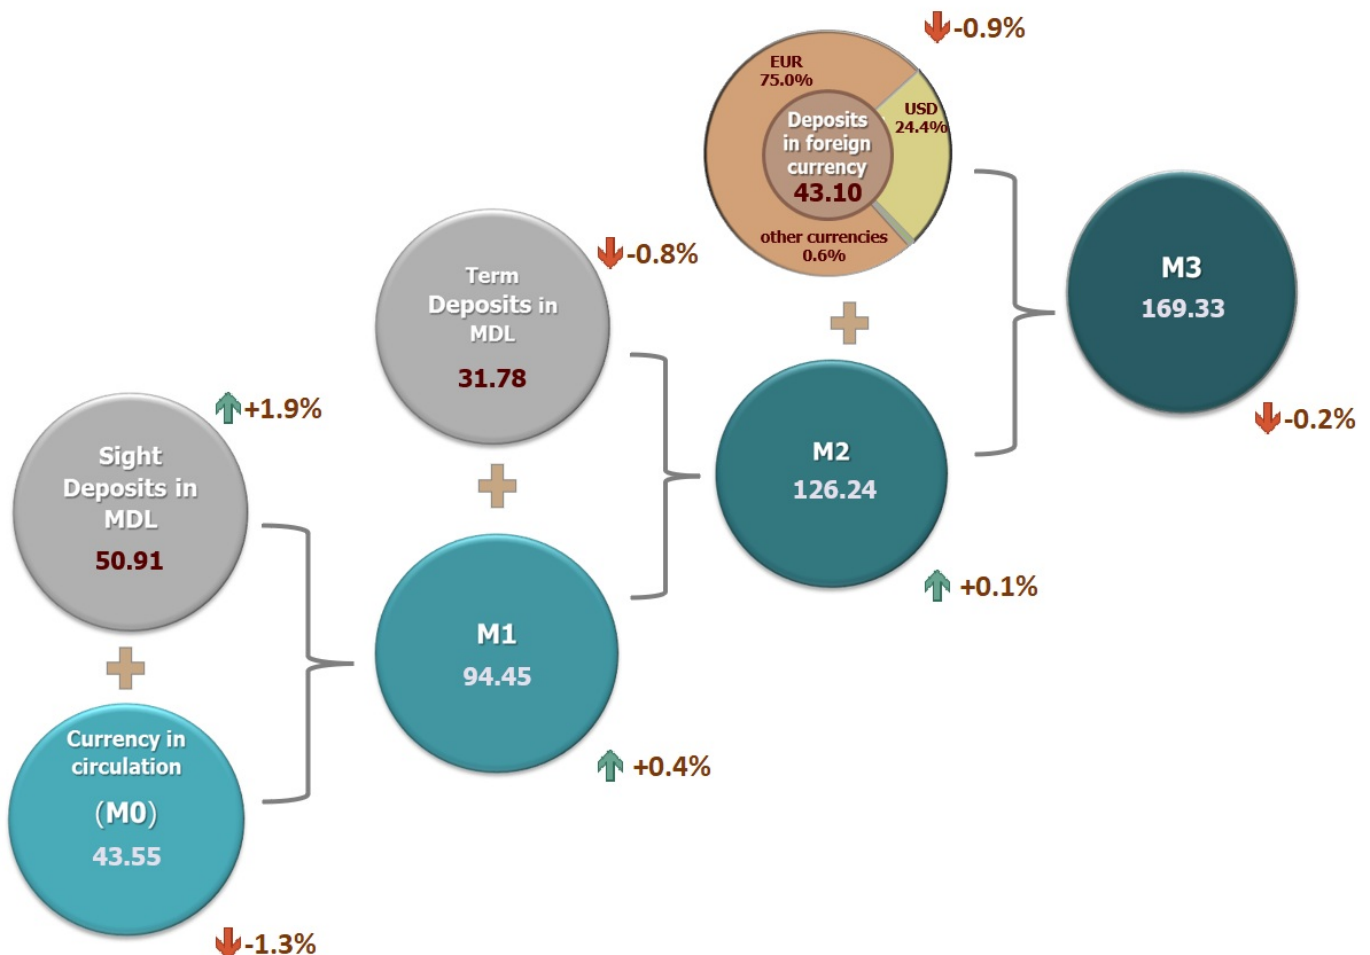 Sight
Deposits in
MDL
50.91
+1.9%
Currency in
circulation
(M0)
43.55
-1.3%
Term
Deposits in
MDL
31.78
-0.8%
M1
94.45
+0.4%
EUR
75.0%
USD
24.4%
Deposits
in foreign
currency
43.10
other currencies
0.6%
-0.9%
M2
126.24
+0.1%
M3
169.33
-0.2%